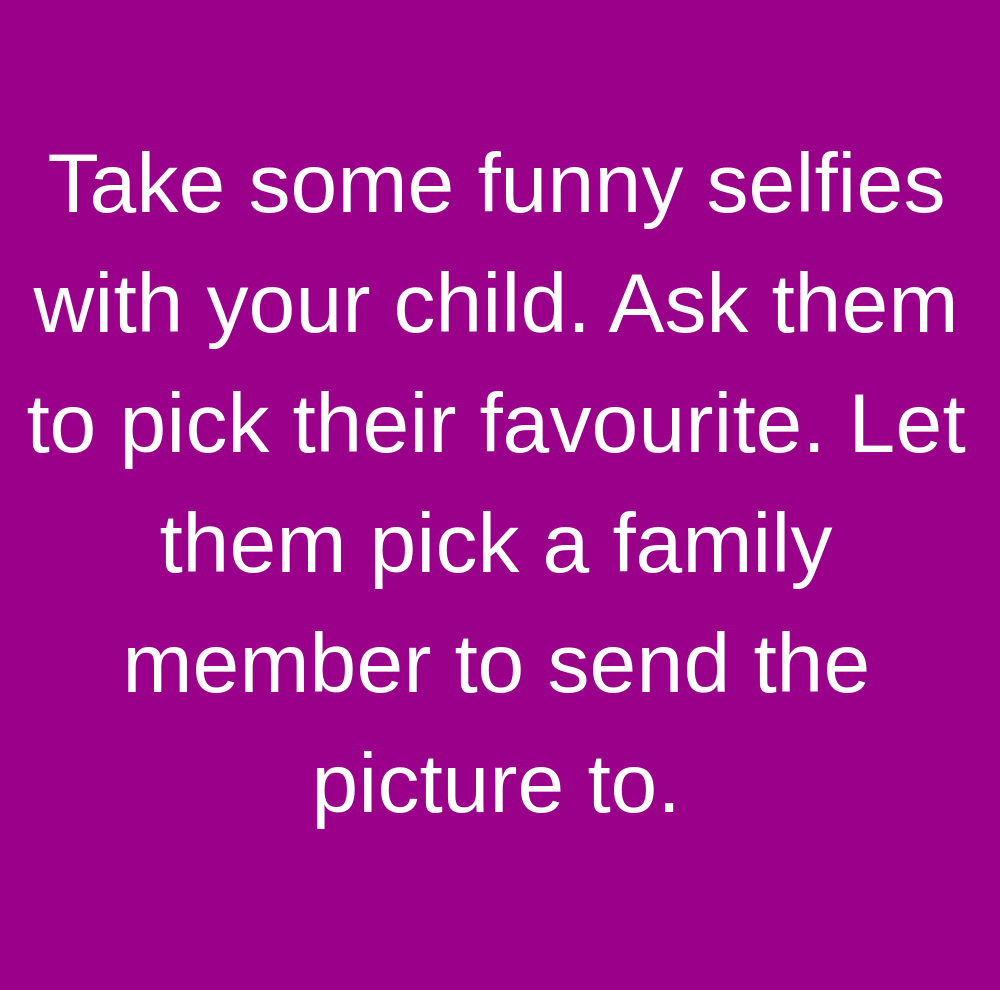 Take some funny selfies
with your child. Ask them
to pick their favourite. Let
them pick a family
member to send the
picture to.